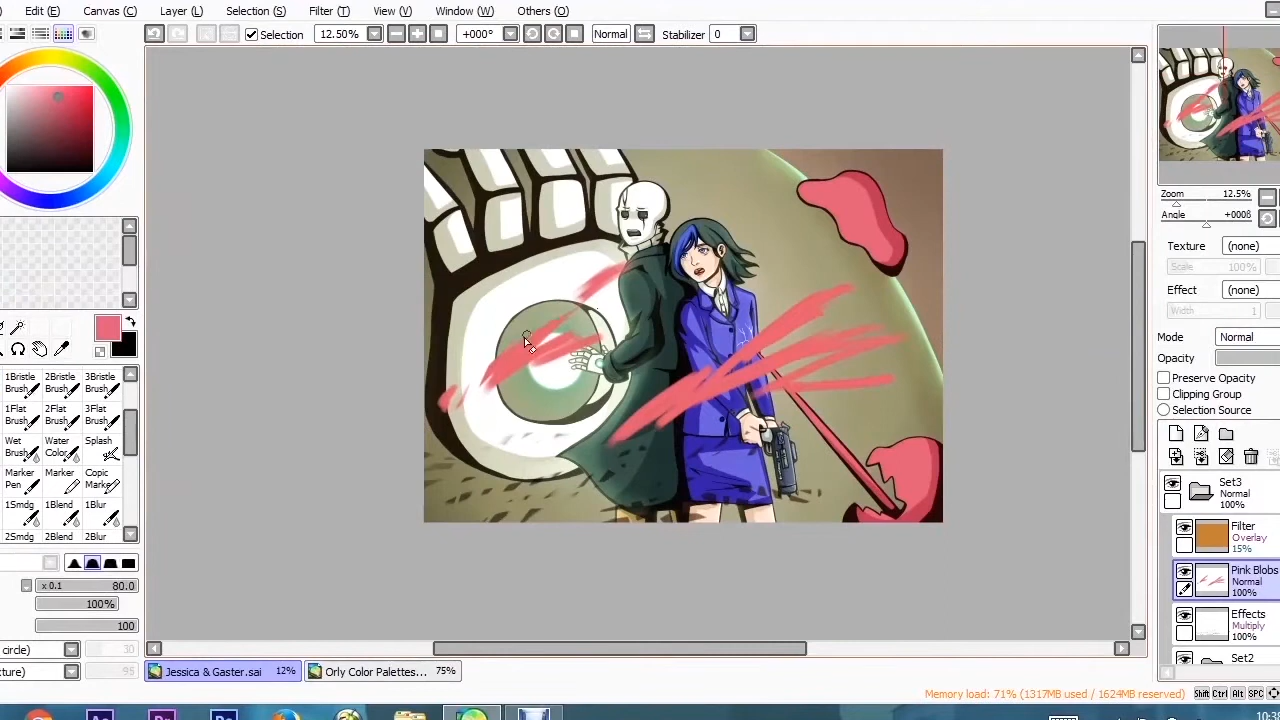 Edit (E) Canvas (C) Layer (L) Selection (S) Filter (T) View (V) Window (W) Others (O)
Selection 12.50% +000° Normal Stabilizer 0
Zoom 12.5%
Angle +000ß
Texture (none)
Scale 100%
Effect (none)
Width 1
Mode Normal
Opacity
Preserve Opacity
Clipping Group
Selection Source
1Bristle Brush 2Bristle Brush 3Bristle Brush
1Flat Brush 2Flat Brush 3Flat Brush
Wet Brush Water Color Splash
Marker Pen Marker Copic Marke
1Smdg 1Blend 1Blur
2Smdg 2Blend 2Blur
x 0.1 80.0
100%
100
circle) 30
ture) 95
Set3
Normal
100%
Filter
Overlay
15%
Pink Blobs
Normal
100%
Effects
Multiply
100%
Set2
Jessica & Gaster.sai 12% Orly Color Palettes... 75%
Memory load: 71% (1317MB used / 1624MB reserved) Shift Ctrl Alt SPC